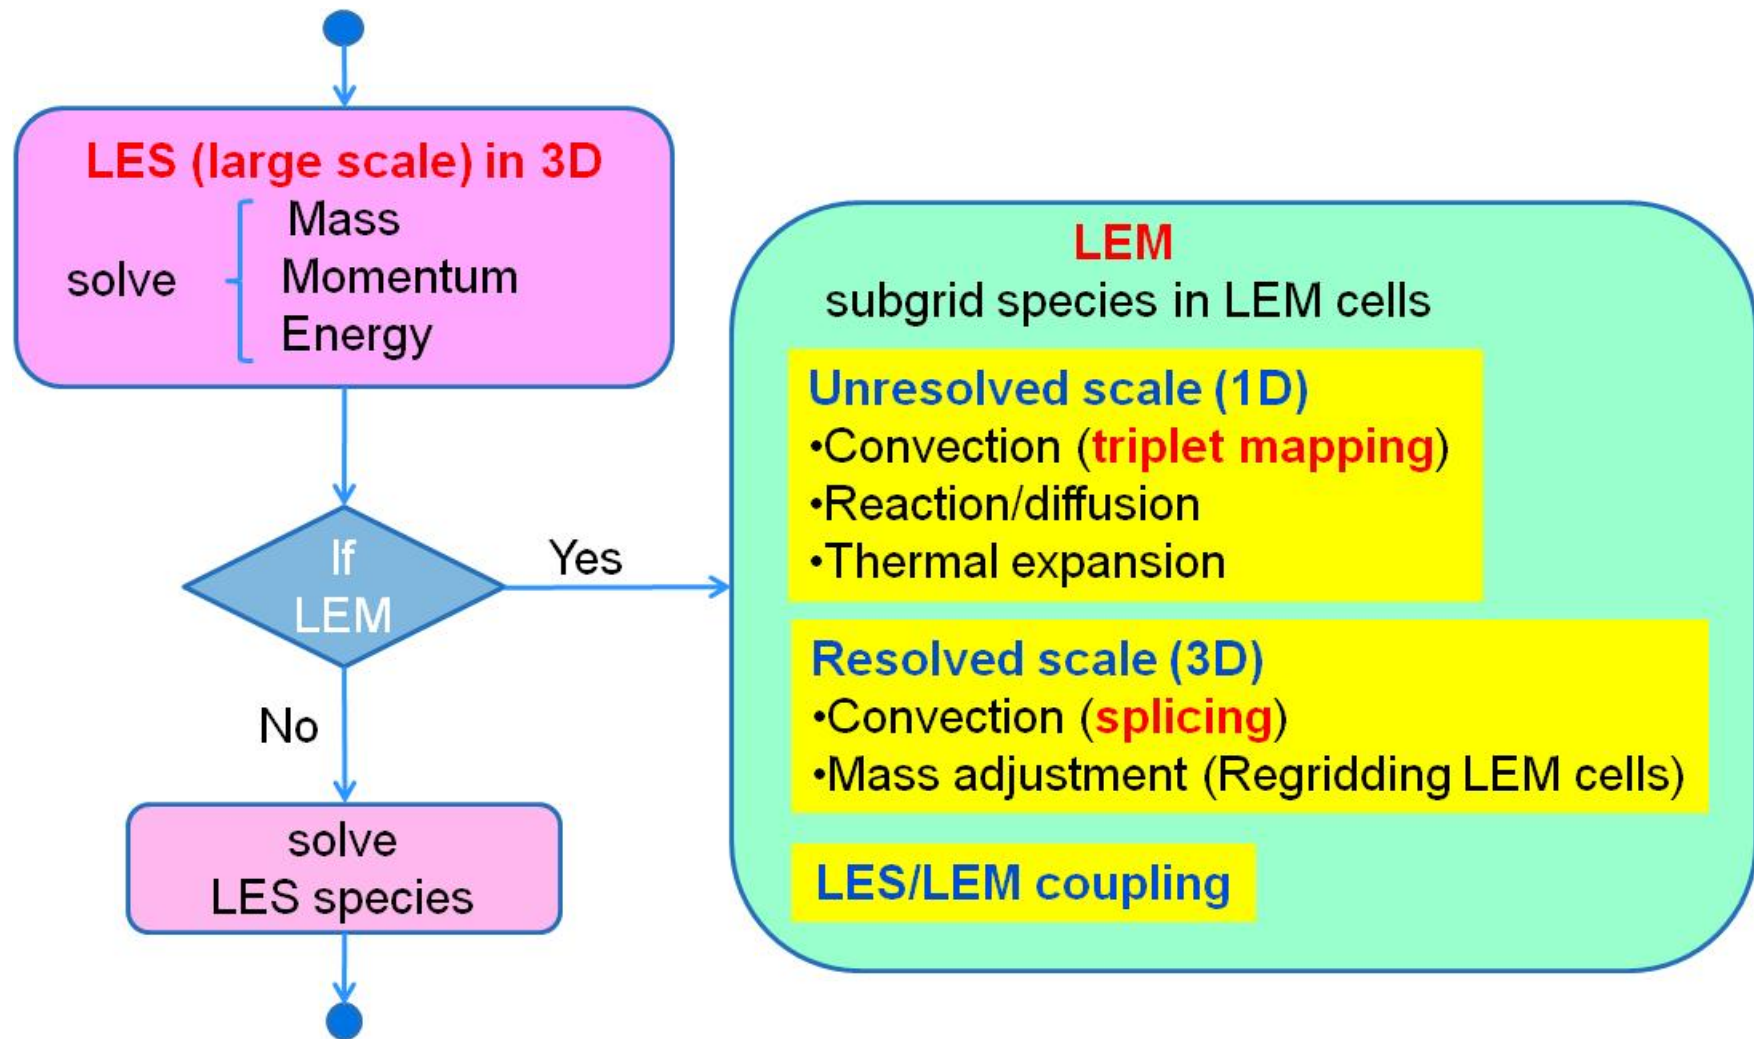 LES (large scale) in 3D
solve
Mass
Momentum
Energy
If
LEM
Yes
No
solve
LES species
LEM
subgrid species in LEM cells
Unresolved scale (1D)
•Convection (triplet mapping)
•Reaction/diffusion
•Thermal expansion
Resolved scale (3D)
•Convection (splicing)
•Mass adjustment (Regridding LEM cells)
LES/LEM coupling